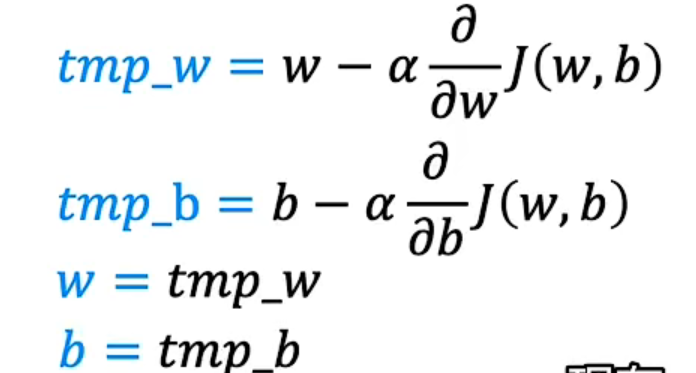 tmp_w = w − α ∂/∂w J(w, b)
tmp_b = b − α ∂/∂b J(w, b)
w = tmp_w
b = tmp_b